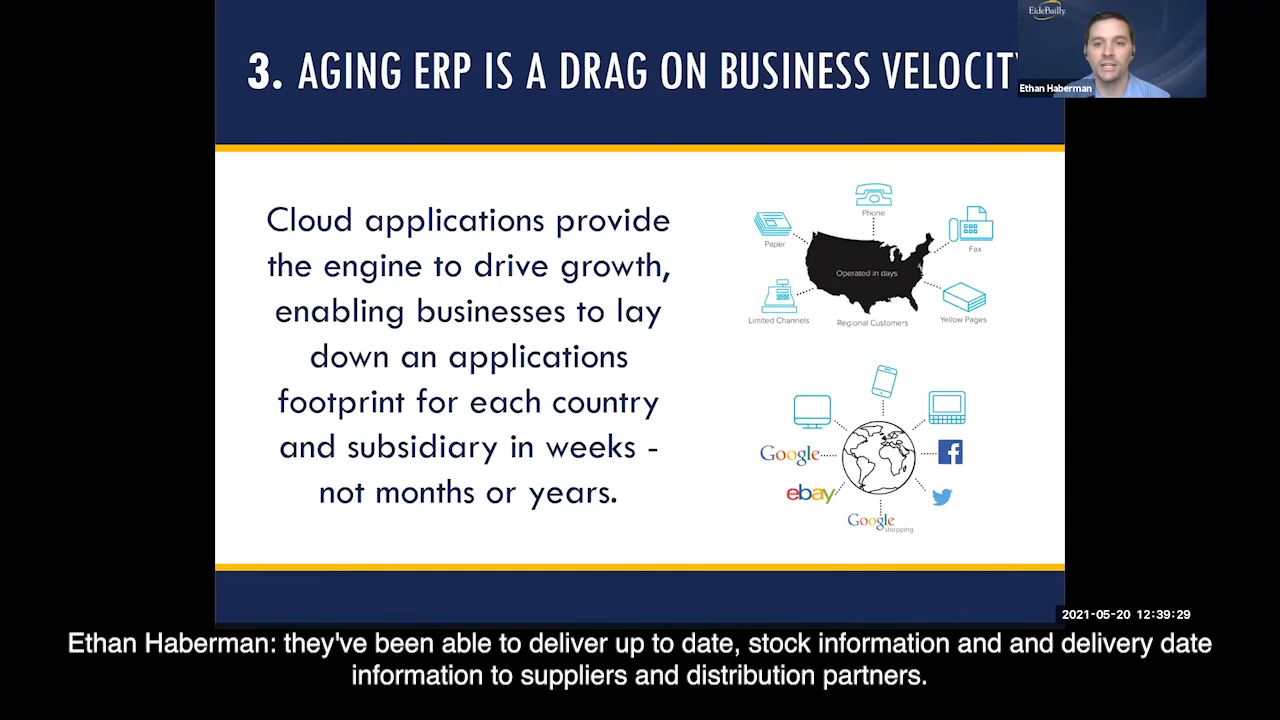 3. AGING ERP IS A DRAG ON BUSINESS VELOCITY
EideBailly
Ethan Haberman
Cloud applications provide
the engine to drive growth,
enabling businesses to lay
down an applications
footprint for each country
and subsidiary in weeks -
not months or years.
Phone
Paper
Fax
Operated in days
Limited Channels
Regional Customers
Yellow Pages
Google
ebay
Google
shopping
2021-05-20 12:39:29
Ethan Haberman: they've been able to deliver up to date, stock information and and delivery date
information to suppliers and distribution partners.